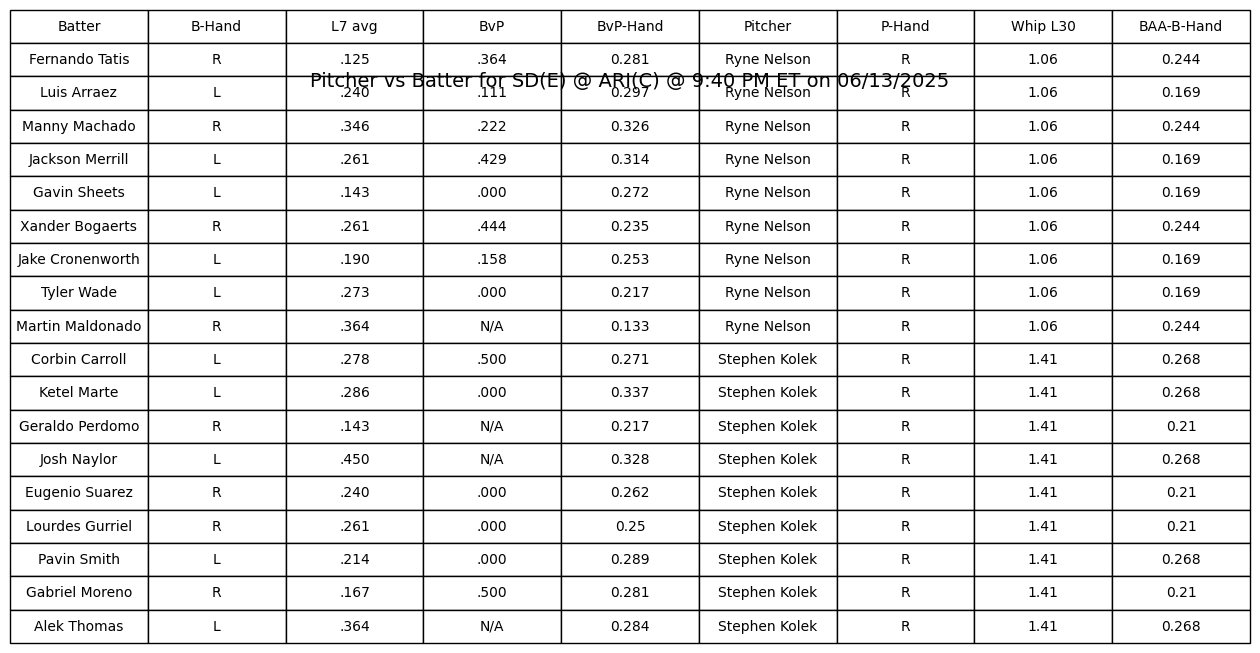 Batter B-Hand L7 avg BvP BvP-Hand Pitcher P-Hand Whip L30 BAA-B-Hand
Fernando Tatis R .125 .364 0.281 Ryne Nelson R 1.06 0.244
Pitcher vs Batter for SD(E) @ ARI(C) @ 9:40 PM ET on 06/13/2025
Luis Arraez L .240 .111 0.297 Ryne Nelson R 1.06 0.169
Manny Machado R .346 .222 0.326 Ryne Nelson R 1.06 0.244
Jackson Merrill L .261 .429 0.314 Ryne Nelson R 1.06 0.169
Gavin Sheets L .143 .000 0.272 Ryne Nelson R 1.06 0.169
Xander Bogaerts R .261 .444 0.235 Ryne Nelson R 1.06 0.244
Jake Cronenworth L .190 .158 0.253 Ryne Nelson R 1.06 0.169
Tyler Wade L .273 .000 0.217 Ryne Nelson R 1.06 0.169
Martin Maldonado R .364 N/A 0.133 Ryne Nelson R 1.06 0.244
Corbin Carroll L .278 .500 0.271 Stephen Kolek R 1.41 0.268
Ketel Marte L .286 .000 0.337 Stephen Kolek R 1.41 0.268
Geraldo Perdomo R .143 N/A 0.217 Stephen Kolek R 1.41 0.21
Josh Naylor L .450 N/A 0.328 Stephen Kolek R 1.41 0.268
Eugenio Suarez R .240 .000 0.262 Stephen Kolek R 1.41 0.21
Lourdes Gurriel R .261 .000 0.25 Stephen Kolek R 1.41 0.21
Pavin Smith L .214 .000 0.289 Stephen Kolek R 1.41 0.268
Gabriel Moreno R .167 .500 0.281 Stephen Kolek R 1.41 0.21
Alek Thomas L .364 N/A 0.284 Stephen Kolek R 1.41 0.268